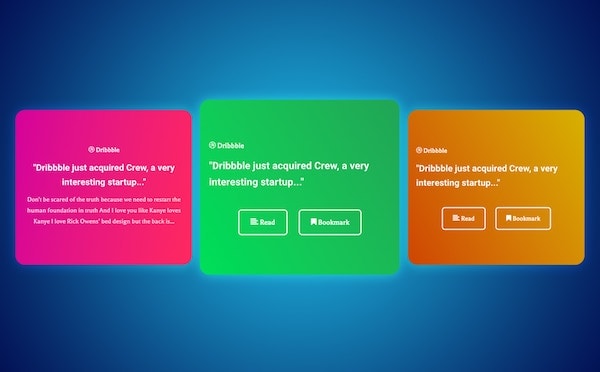 Dribbble
"Dribbble just acquired Crew, a very
interesting startup..."
Don't be scared of the truth because we need to restart the
human foundation in truth And I love you like Kanye loves
Kanye I love Rick Owens' bed design but the back is...
Dribbble
"Dribbble just acquired Crew, a very
interesting startup..."
Read
Bookmark
Dribbble
"Dribbble just acquired Crew, a very
interesting startup..."
Read
Bookmark